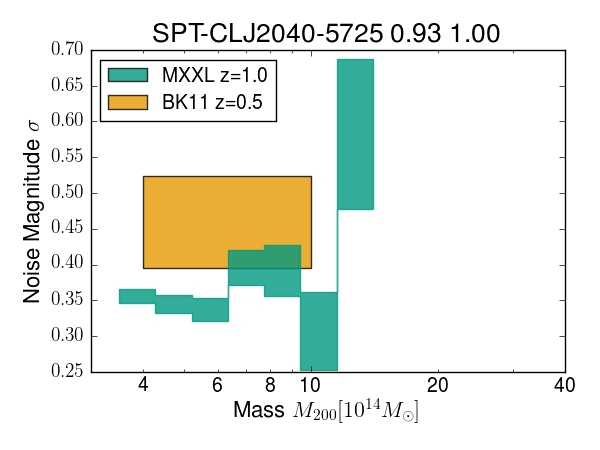 SPT-CLJ2040-5725 0.93 1.00
MXXL z=1.0
BK11 z=0.5
Noise Magnitude σ
0.70
0.65
0.60
0.55
0.50
0.45
0.40
0.35
0.30
0.25
4 6 8 10 20 40
Mass M₂₀₀[10¹⁴M☉]